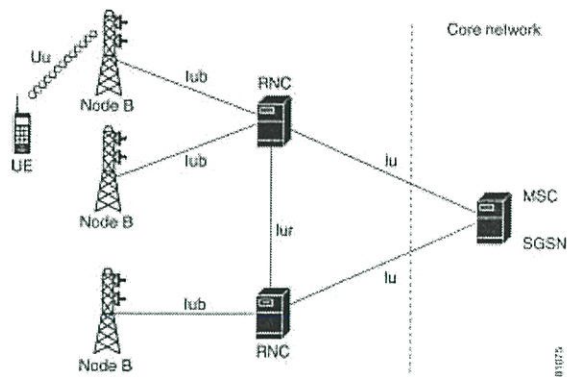 Core network
Uu
Iub
RNC
Node B
UE
Iub
Iu
MSC
Node B
Iur
SGSN
Iub
Iu
RNC
Node B